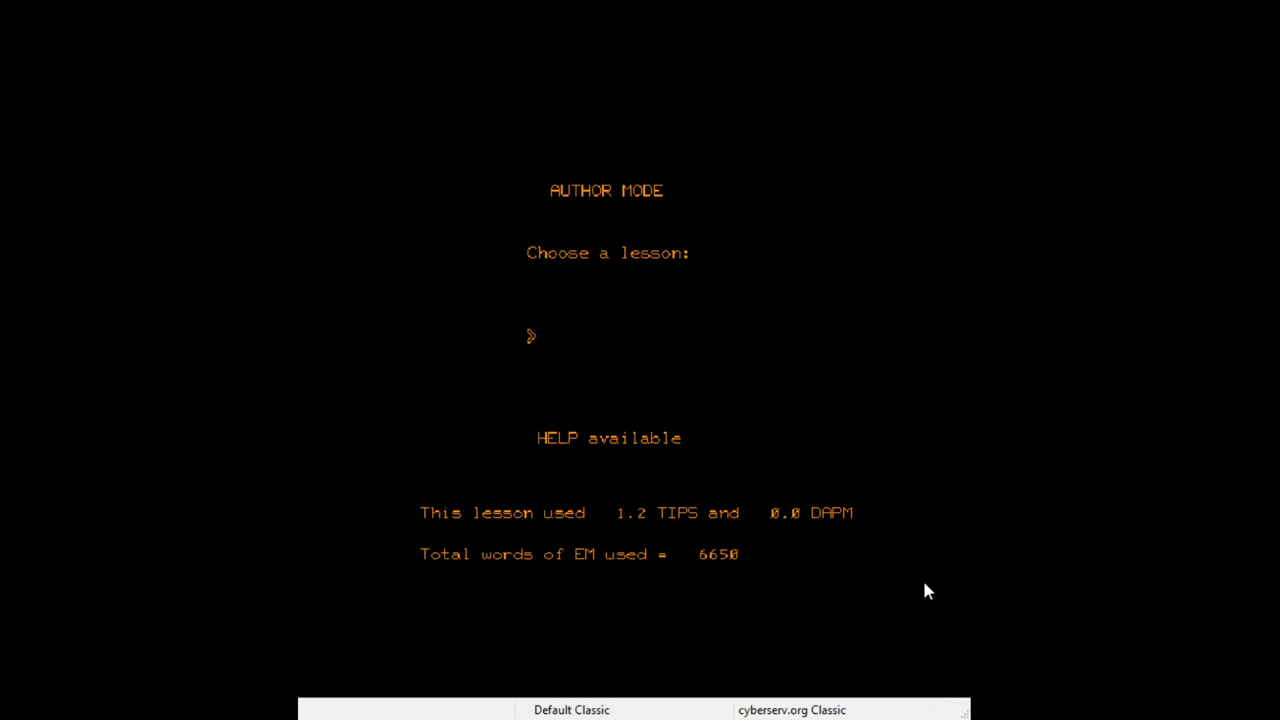 AUTHOR MODE
Choose a lesson:
HELP available
This lesson used 1.2 TIPS and 0.0 DAPM
Total words of EM used = 6650
Default Classic cyberserv.org Classic